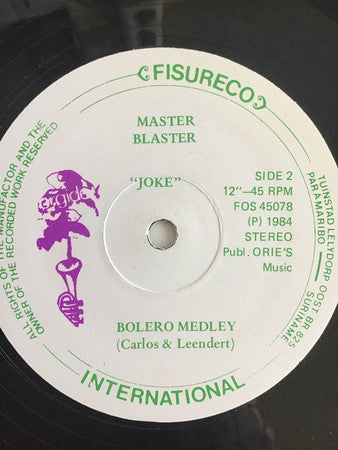 FISURECO
MASTER
BLASTER
"JOKE"
SIDE 2
12"—45 RPM
FOS 45078
(P) 1984
STEREO
Publ. ORIE'S
Music
BOLERO MEDLEY
(Carlos & Leendert)
INTERNATIONAL
ALL RIGHTS OF THE MANUFACTOR AND THE
OWNER OF THE RECORDED WORK RESERVED
TUINSTAD LELYDORP OOST BR 825
PARAMARIBO SURINAME